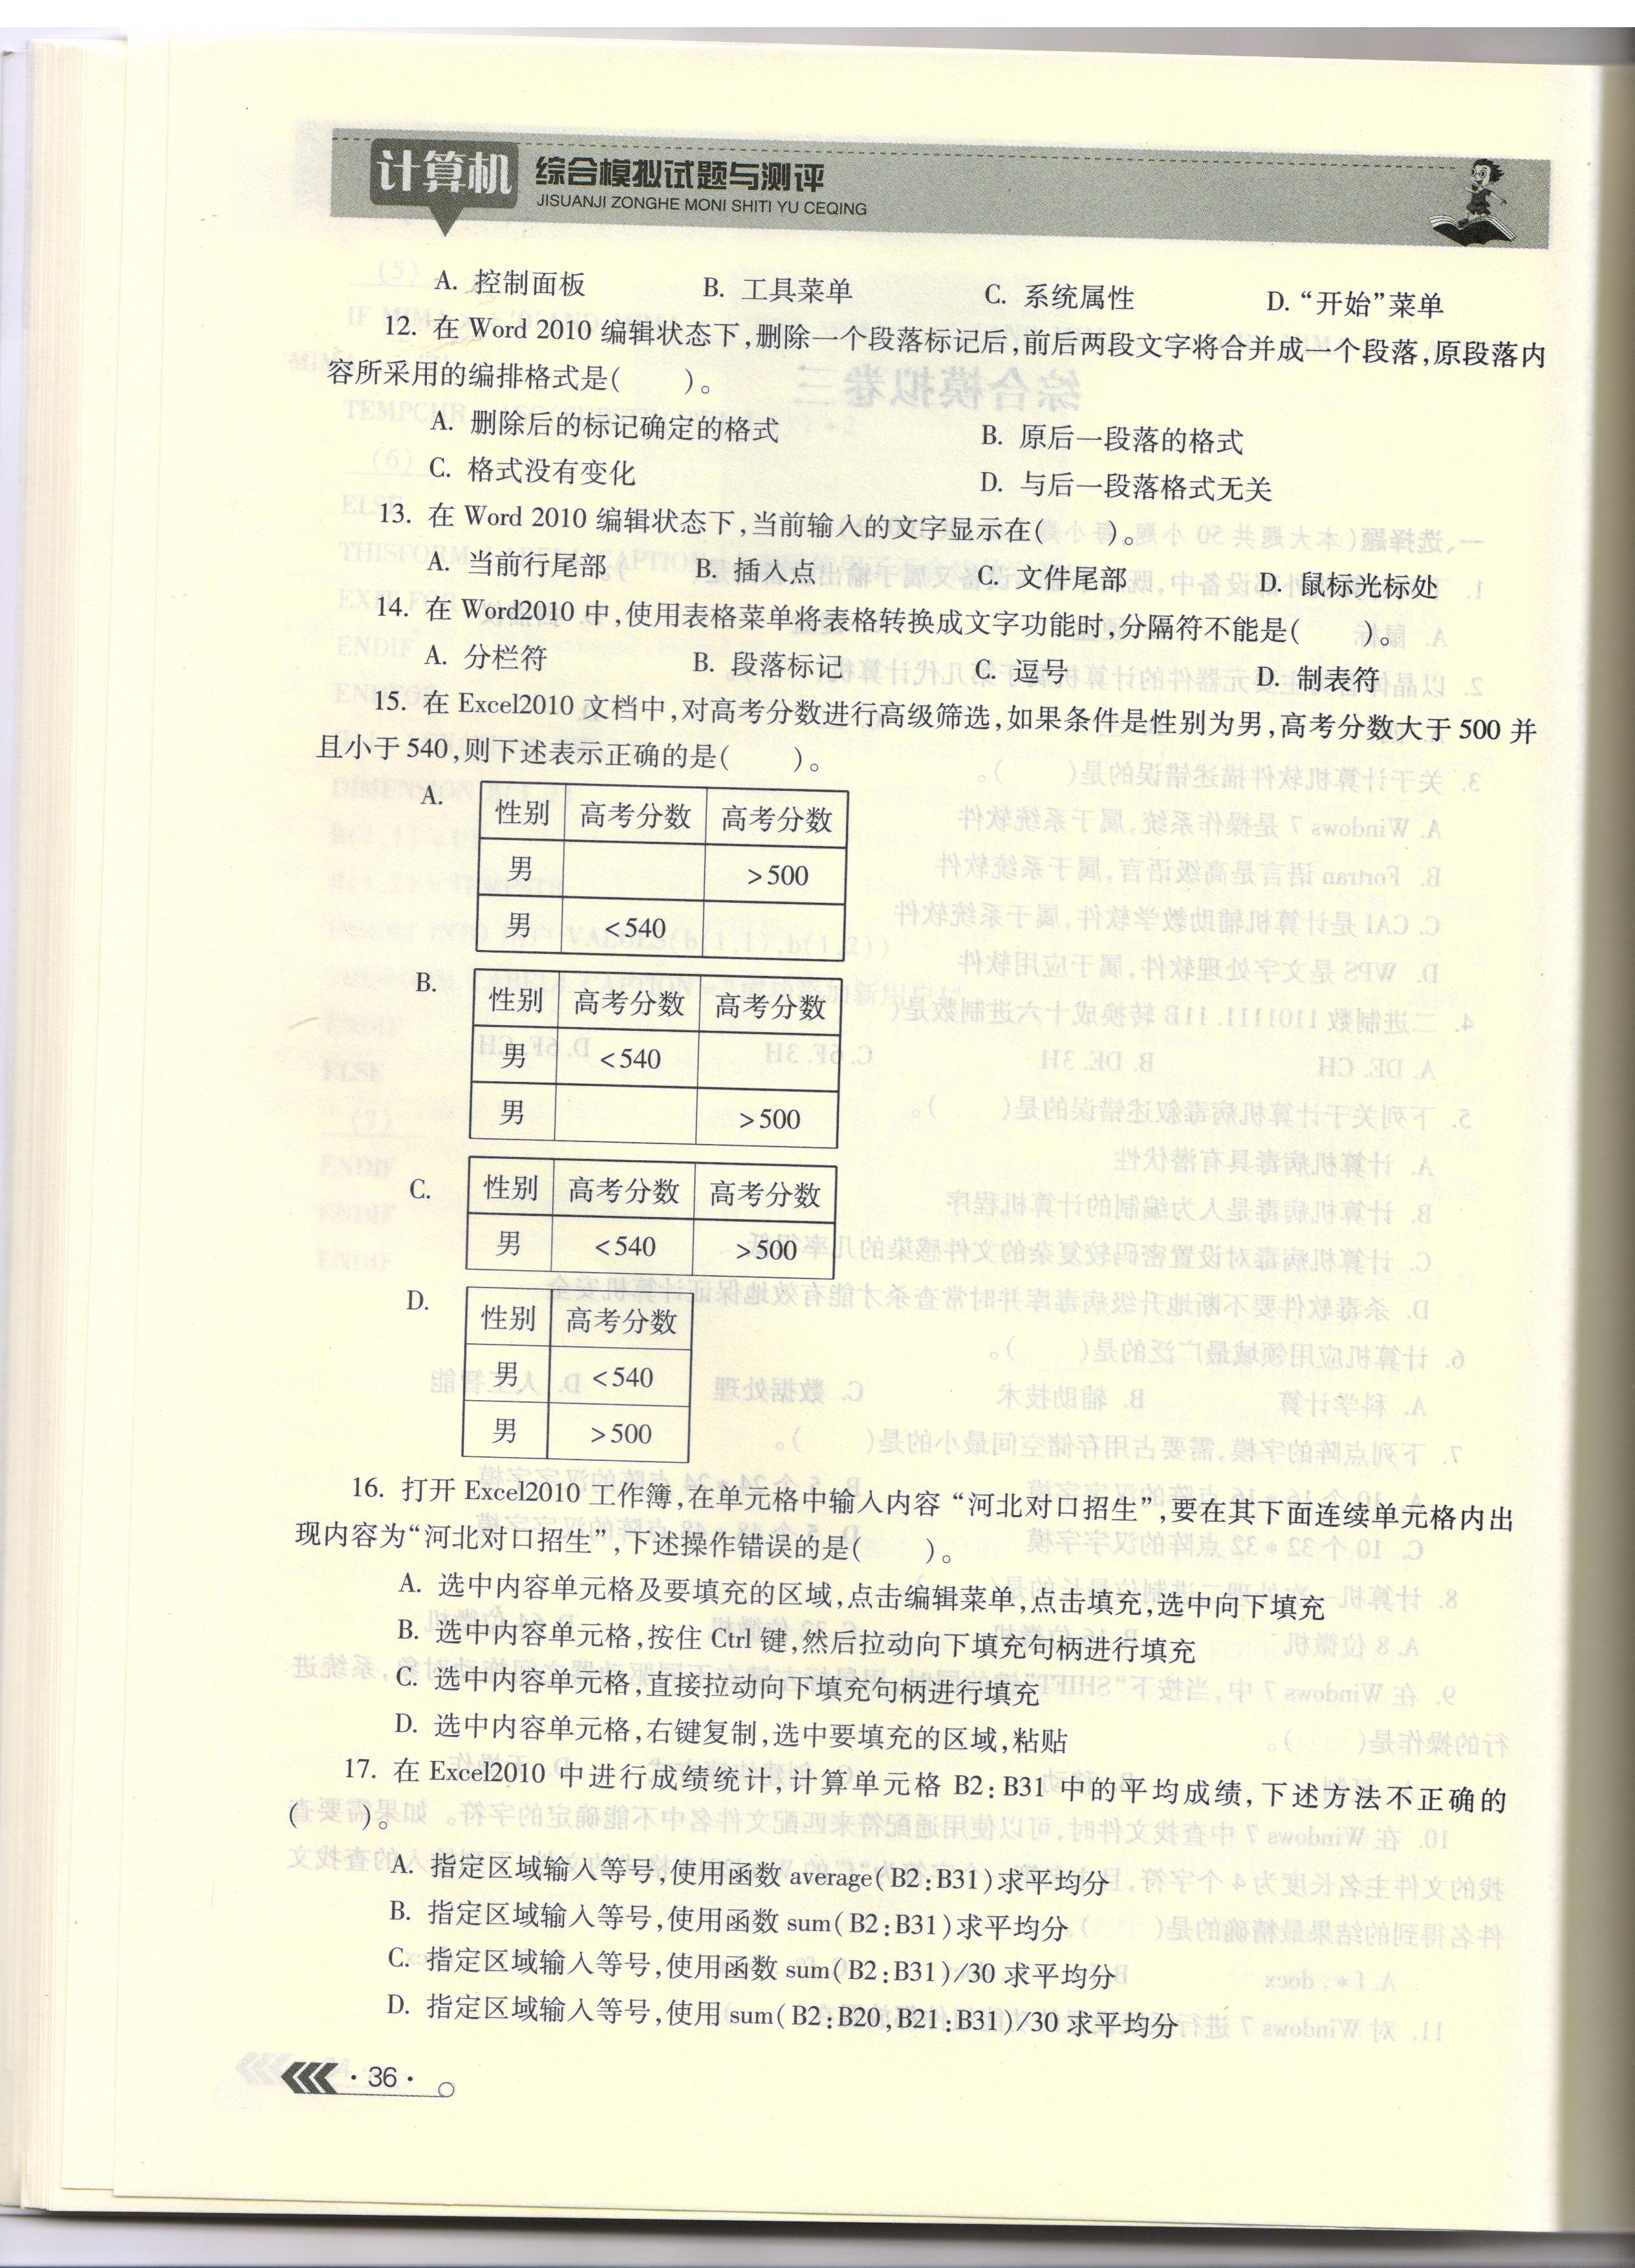 计算机 综合模拟试题与测评
JISUANJI ZONGHE MONI SHITI YU CEQING
A. 控制面板 B. 工具菜单 C. 系统属性 D. “开始”菜单
12. 在 Word 2010 编辑状态下,删除一个段落标记后,前后两段文字将合并成一个段落,原段落内
容所采用的编排格式是( )。
A. 删除后的标记确定的格式 B. 原后一段落的格式
C. 格式没有变化 D. 与后一段落格式无关
13. 在 Word 2010 编辑状态下,当前输入的文字显示在( )。
A. 当前行尾部 B. 插入点 C. 文件尾部 D. 鼠标光标处
14. 在 Word2010 中,使用表格菜单将表格转换成文字功能时,分隔符不能是( )。
A. 分栏符 B. 段落标记 C. 逗号 D. 制表符
15. 在 Excel2010 文档中,对高考分数进行高级筛选,如果条件是性别为男,高考分数大于 500 并
且小于 540,则下述表示正确的是( )。
A. 性别 高考分数 高考分数
男 >500
男 <540
B. 性别 高考分数 高考分数
男 <540
男 >500
C. 性别 高考分数 高考分数
男 <540 >500
D. 性别 高考分数
男 <540
男 >500
16. 打开 Excel2010 工作簿,在单元格中输入内容 “河北对口招生”,要在其下面连续单元格内出
现内容为“河北对口招生”,下述操作错误的是( )。
A. 选中内容单元格及要填充的区域,点击编辑菜单,点击填充,选中向下填充
B. 选中内容单元格,按住 Ctrl 键,然后拉动向下填充句柄进行填充
C. 选中内容单元格,直接拉动向下填充句柄进行填充
D. 选中内容单元格,右键复制,选中要填充的区域,粘贴
17. 在 Excel2010 中进行成绩统计,计算单元格 B2:B31 中的平均成绩,下述方法不正确的
( )。
A. 指定区域输入等号,使用函数 average(B2:B31)求平均分
B. 指定区域输入等号,使用函数 sum(B2:B31)求平均分
C. 指定区域输入等号,使用函数 sum(B2:B31)/30 求平均分
D. 指定区域输入等号,使用 sum(B2:B20,B21:B31)/30 求平均分
·36·